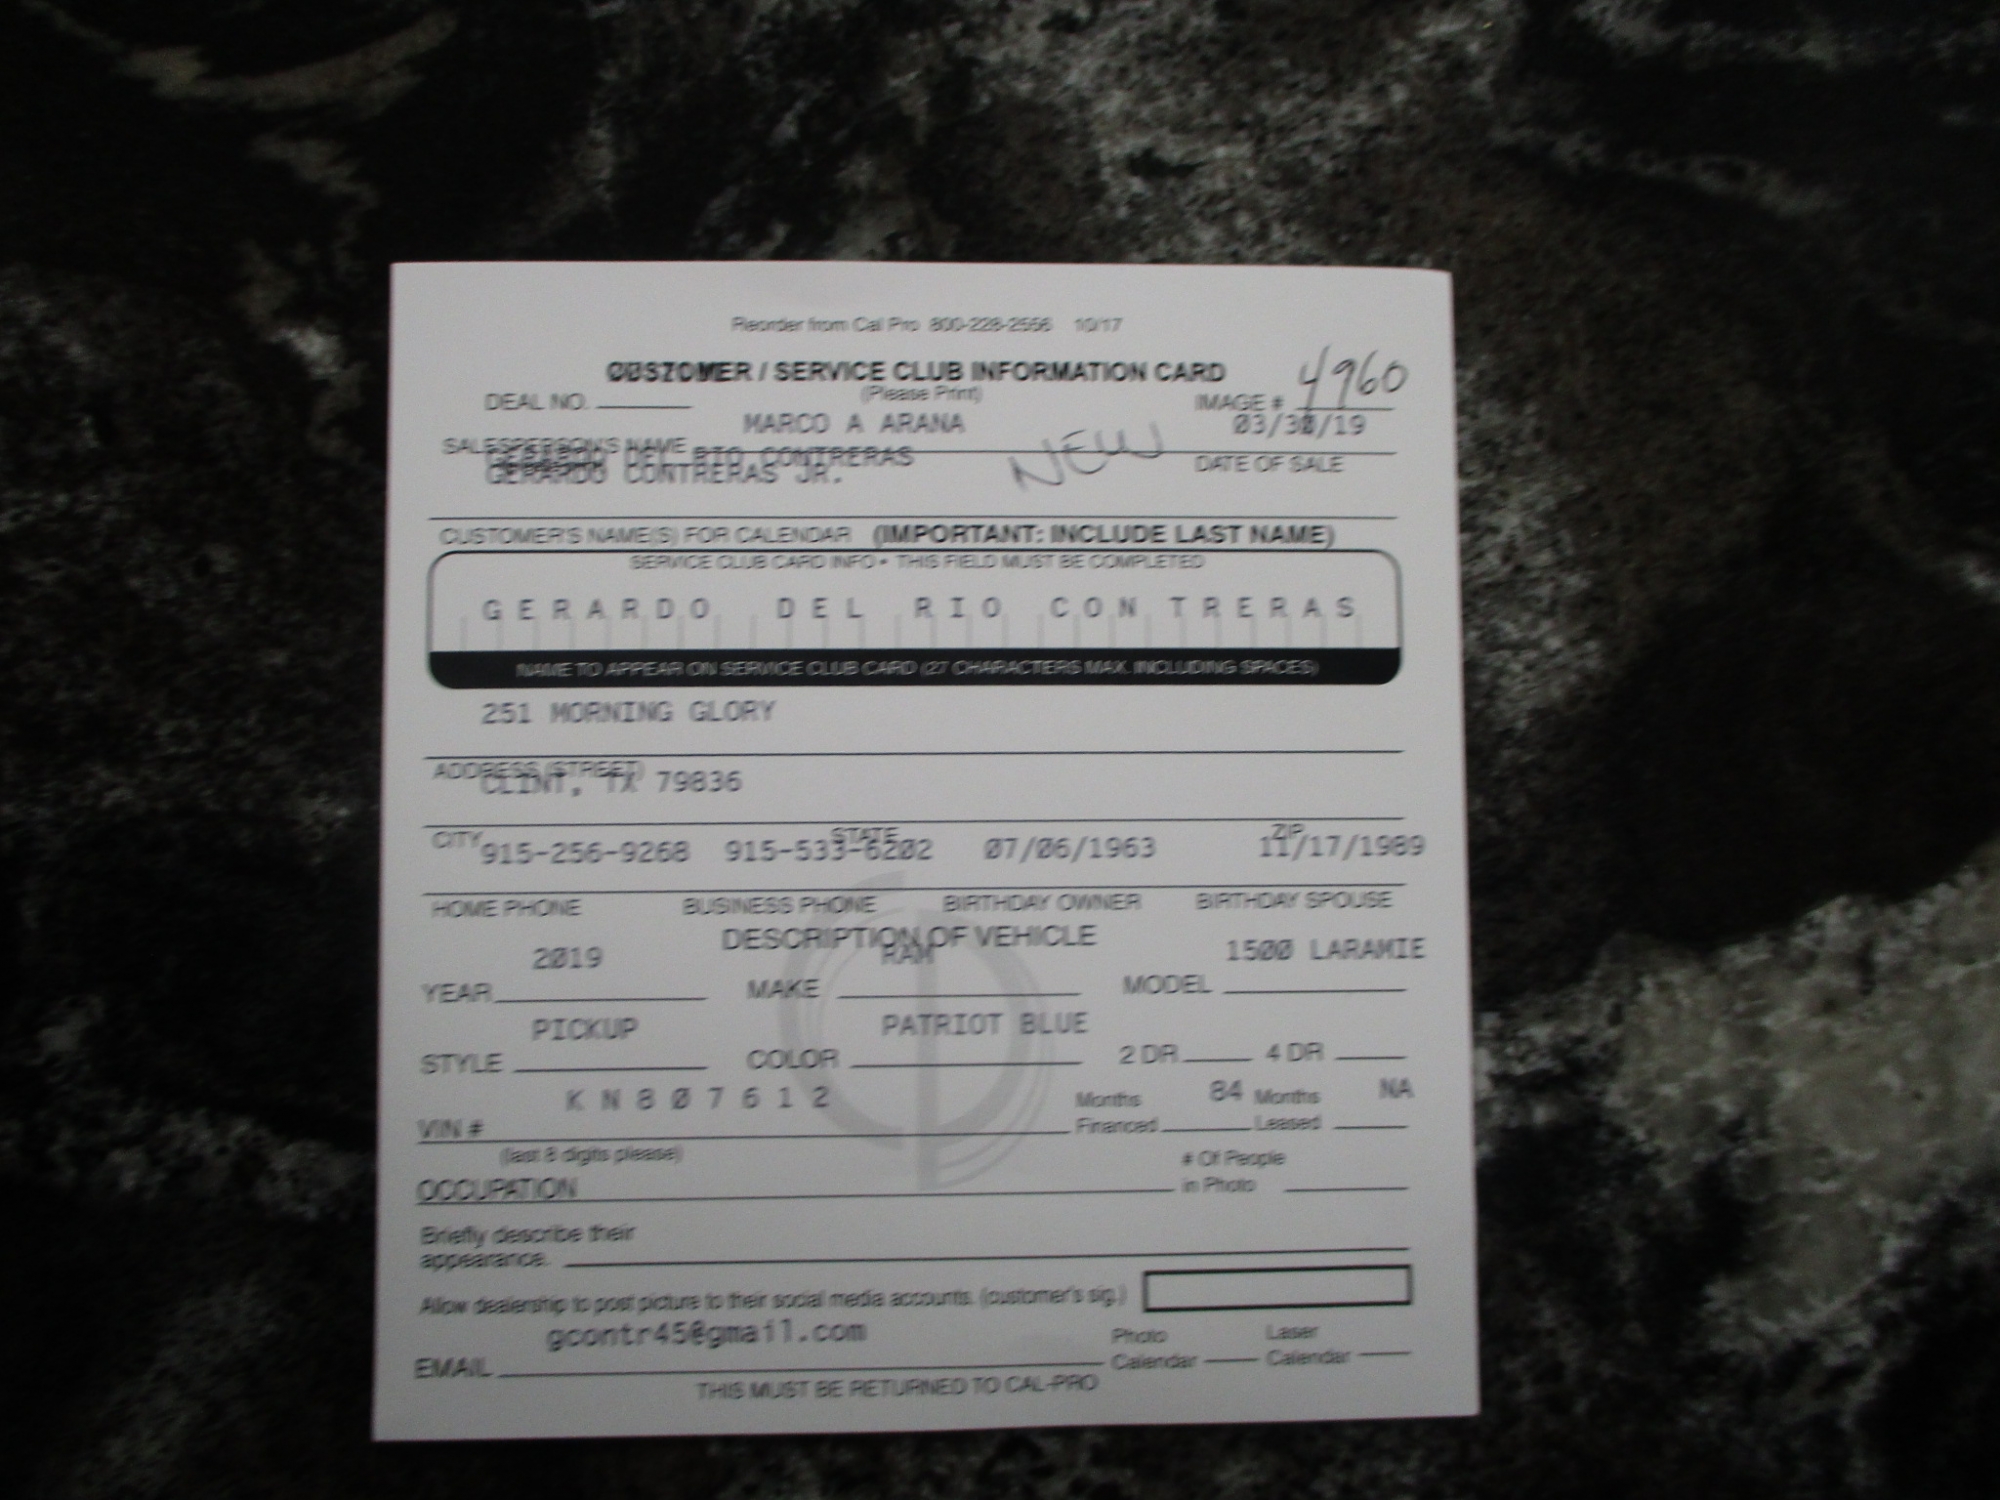 Reorder from Cal Pro 800-228-2556 10/17
CUSTOMER / SERVICE CLUB INFORMATION CARD
(Please Print)
4960
DEAL NO.
IMAGE #
MARCO A ARANA
03/30/19
SALESPERSON'S NAME
NEW
DATE OF SALE
GERARDO DEL RIO CONTRERAS
GERARDO CONTRERAS JR.
CUSTOMER'S NAME(S) FOR CALENDAR (IMPORTANT: INCLUDE LAST NAME)
SERVICE CLUB CARD INFO • THIS FIELD MUST BE COMPLETED
GERARDO DEL RIO CONTRERAS
NAME TO APPEAR ON SERVICE CLUB CARD (27 CHARACTERS MAX. INCLUDING SPACES)
251 MORNING GLORY
ADDRESS (STREET)
CLINT, TX 79836
CITY STATE ZIP
915-256-9268 915-533-6202 07/06/1963 11/17/1989
HOME PHONE BUSINESS PHONE BIRTHDAY OWNER BIRTHDAY SPOUSE
DESCRIPTION OF VEHICLE
2019 RAM 1500 LARAMIE
YEAR MAKE MODEL
PICKUP PATRIOT BLUE
STYLE COLOR 2 DR. 4 DR
KN807612 Months 84 Months NA
VIN # Financed Leased
(last 8 digits please)
# Of People
OCCUPATION in Photo
Briefly describe their
appearance.
Allow dealership to post picture to their social media accounts. (customer's sig.)
gcontr45@gmail.com Photo Laser
EMAIL Calendar Calendar
THIS MUST BE RETURNED TO CAL-PRO